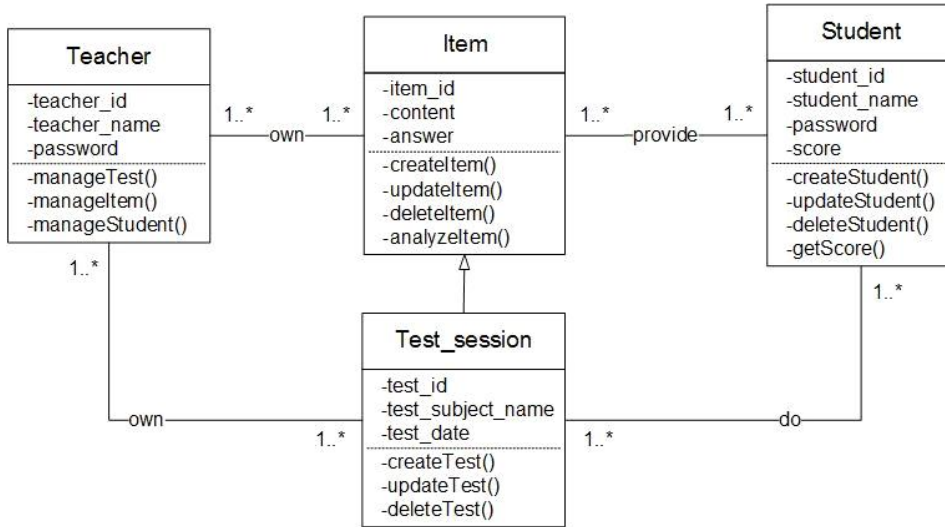 Teacher
-teacher_id
-teacher_name
-password
-manageTest()
-manageItem()
-manageStudent()
1..*
own
1..*
Item
-item_id
-content
-answer
-createItem()
-updateItem()
-deleteItem()
-analyzeItem()
1..*
provide
1..*
Student
-student_id
-student_name
-password
-score
-createStudent()
-updateStudent()
-deleteStudent()
-getScore()
1..*
1..*
Test_session
-test_id
-test_subject_name
-test_date
-createTest()
-updateTest()
-deleteTest()
own
1..*
1..*
do